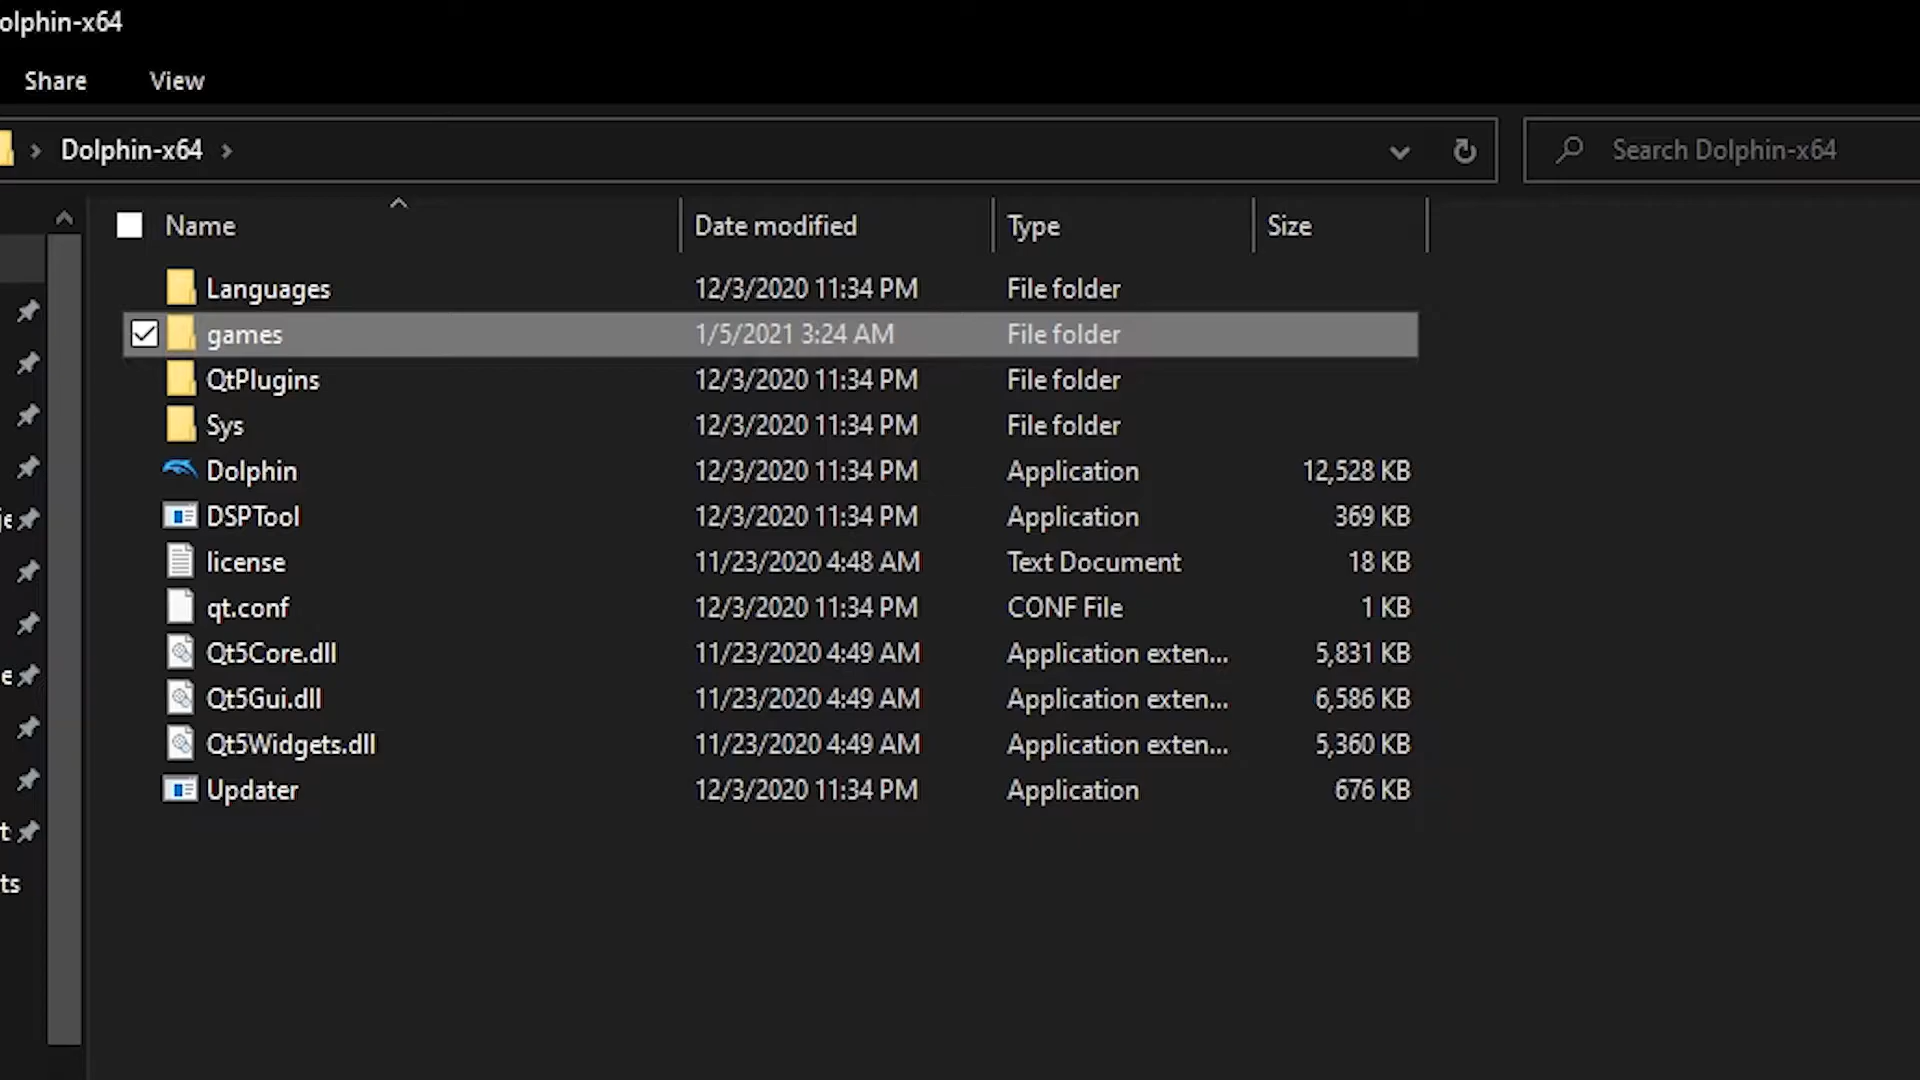 olphin-x64
Share View
Dolphin-x64 Search Dolphin-x64
Name Date modified Type Size
Languages 12/3/2020 11:34 PM File folder
games 1/5/2021 3:24 AM File folder
QtPlugins 12/3/2020 11:34 PM File folder
Sys 12/3/2020 11:34 PM File folder
Dolphin 12/3/2020 11:34 PM Application 12,528 KB
DSPTool 12/3/2020 11:34 PM Application 369 KB
license 11/23/2020 4:48 AM Text Document 18 KB
qt.conf 12/3/2020 11:34 PM CONF File 1 KB
Qt5Core.dll 11/23/2020 4:49 AM Application exten... 5,831 KB
Qt5Gui.dll 11/23/2020 4:49 AM Application exten... 6,586 KB
Qt5Widgets.dll 11/23/2020 4:49 AM Application exten... 5,360 KB
Updater 12/3/2020 11:34 PM Application 676 KB
ts